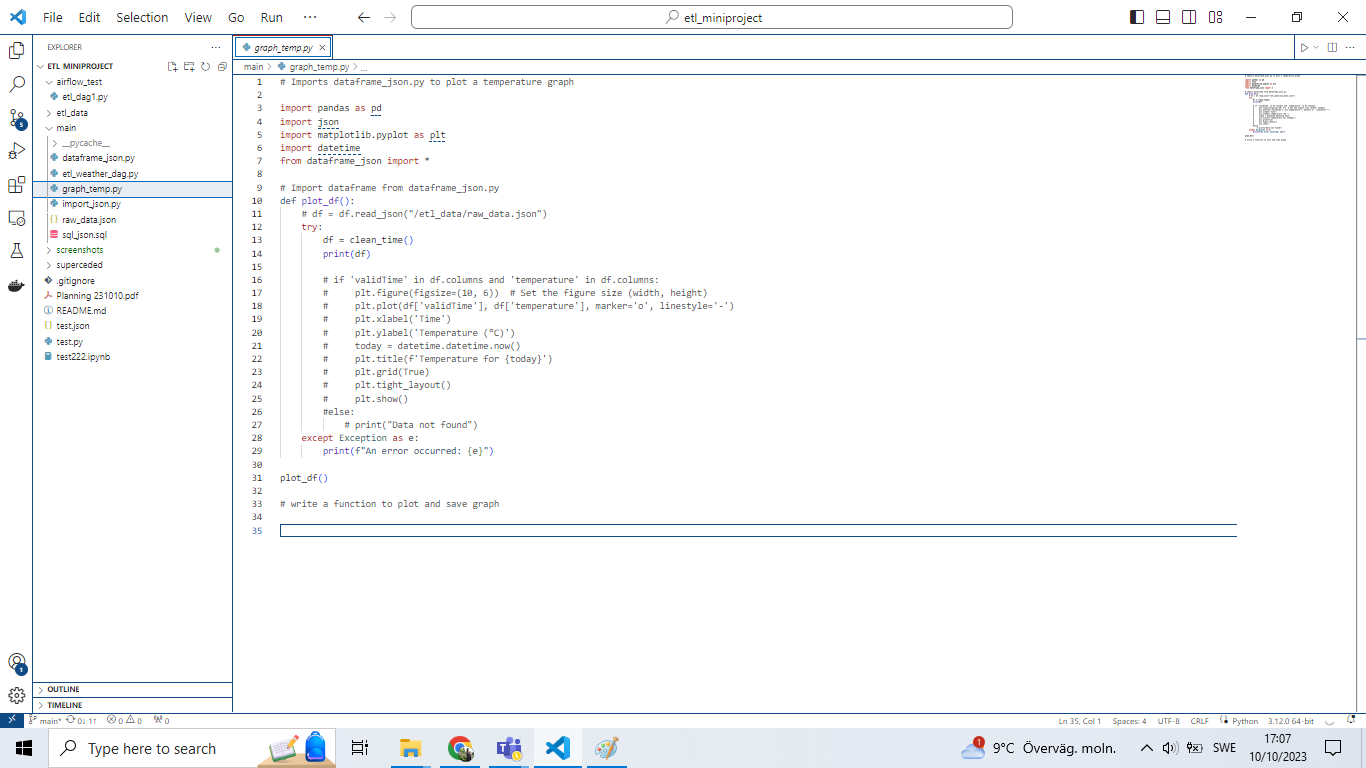 File Edit Selection View Go Run ···
etl_miniproject
EXPLORER
graph_temp.py
ETL MINIPROJECT
airflow_test
etl_dag1.py
etl_data
main
__pycache__
dataframe_json.py
etl_weather_dag.py
graph_temp.py
import_json.py
raw_data.json
sql_json.sql
screenshots
superceded
.gitignore
Planning 231010.pdf
README.md
test.json
test.py
test222.ipynb
OUTLINE
TIMELINE
main > graph_temp.py > ...
1 # Imports dataframe_json.py to plot a temperature graph
2
3 import pandas as pd
4 import json
5 import matplotlib.pyplot as plt
6 import datetime
7 from dataframe_json import *
8
9 # Import dataframe from dataframe_json.py
10 def plot_df():
11     # df = df.read_json("/etl_data/raw_data.json")
12     try:
13         df = clean_time()
14         print(df)
15
16         # if 'validTime' in df.columns and 'temperature' in df.columns:
17         #     plt.figure(figsize=(10, 6))  # Set the figure size (width, height)
18         #     plt.plot(df['validTime'], df['temperature'], marker='o', linestyle='-')
19         #     plt.xlabel('Time')
20         #     plt.ylabel('Temperature (°C)')
21         #     today = datetime.datetime.now()
22         #     plt.title(f'Temperature for {today}')
23         #     plt.grid(True)
24         #     plt.tight_layout()
25         #     plt.show()
26         #else:
27             # print("Data not found")
28     except Exception as e:
29         print(f"An error occurred: {e}")
30
31 plot_df()
32
33 # write a function to plot and save graph
34
35
5
1
main* 0↓ 1↑ 0 0 0
Ln 35, Col 1 Spaces: 4 UTF-8 CRLF Python 3.12.0 64-bit
Type here to search
1
9°C Överväg. moln.
SWE
17:07
10/10/2023